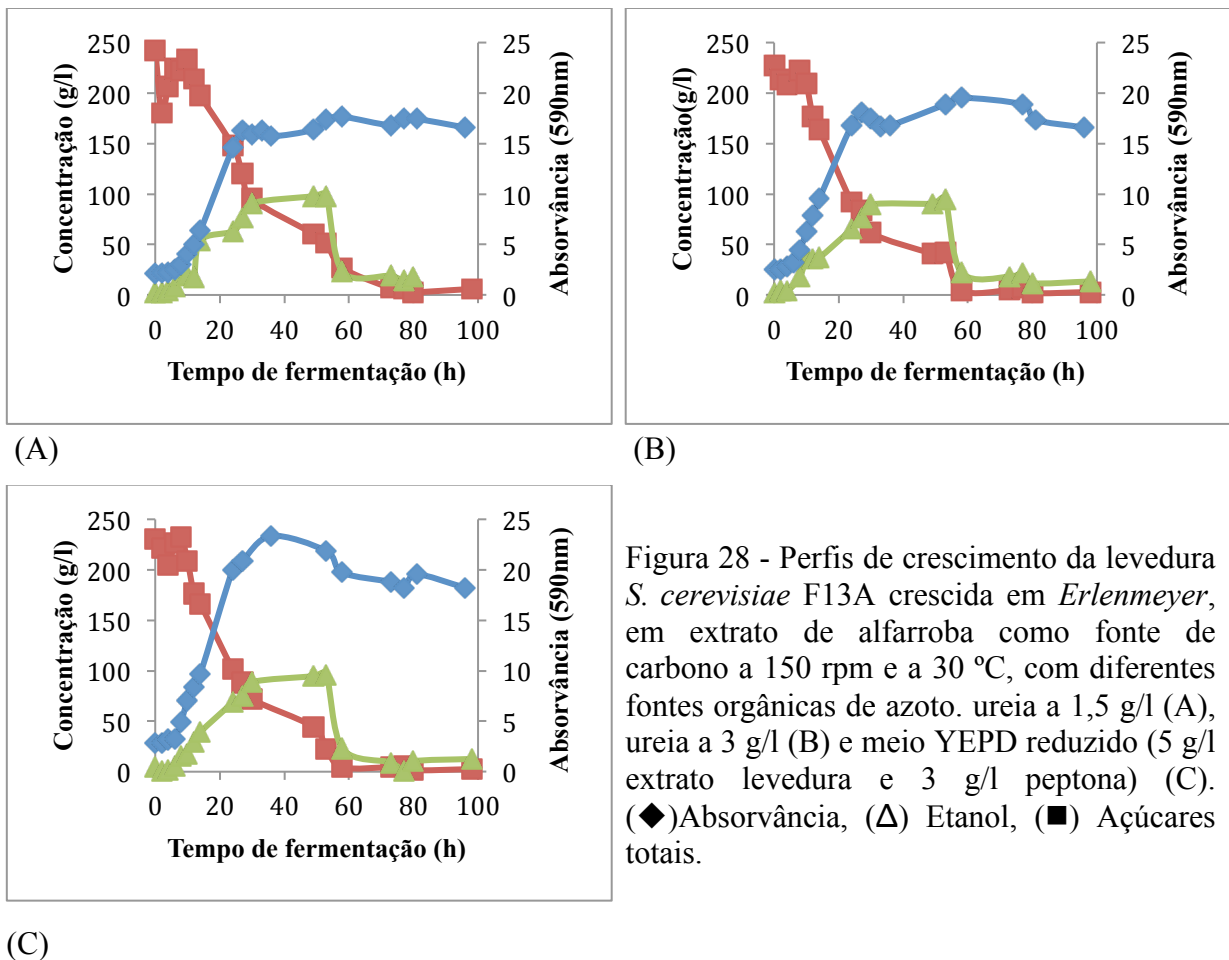 250
200
150
100
50
0
25
20
15
10
5
0
0 20 40 60 80 100
Concentração (g/l)
Absorvância (590nm)
Tempo de fermentação (h)
(A)
250
200
150
100
50
0
25
20
15
10
5
0
0 20 40 60 80 100
Concentração(g/l)
Absorvância (590nm
Tempo de fermentação (h)
(B)
250
200
150
100
50
0
25
20
15
10
5
0
0 20 40 60 80 100
Concentração (g/l)
Absorvância (590nm)
Tempo de fermentação (h)
(C)
Figura 28 - Perfis de crescimento da levedura
S. cerevisiae F13A crescida em Erlenmeyer,
em extrato de alfarroba como fonte de
carbono a 150 rpm e a 30 ºC, com diferentes
fontes orgânicas de azoto. ureia a 1,5 g/l (A),
ureia a 3 g/l (B) e meio YEPD reduzido (5 g/l
extrato levedura e 3 g/l peptona) (C).
(◆)Absorvância, (Δ) Etanol, (■) Açúcares
totais.